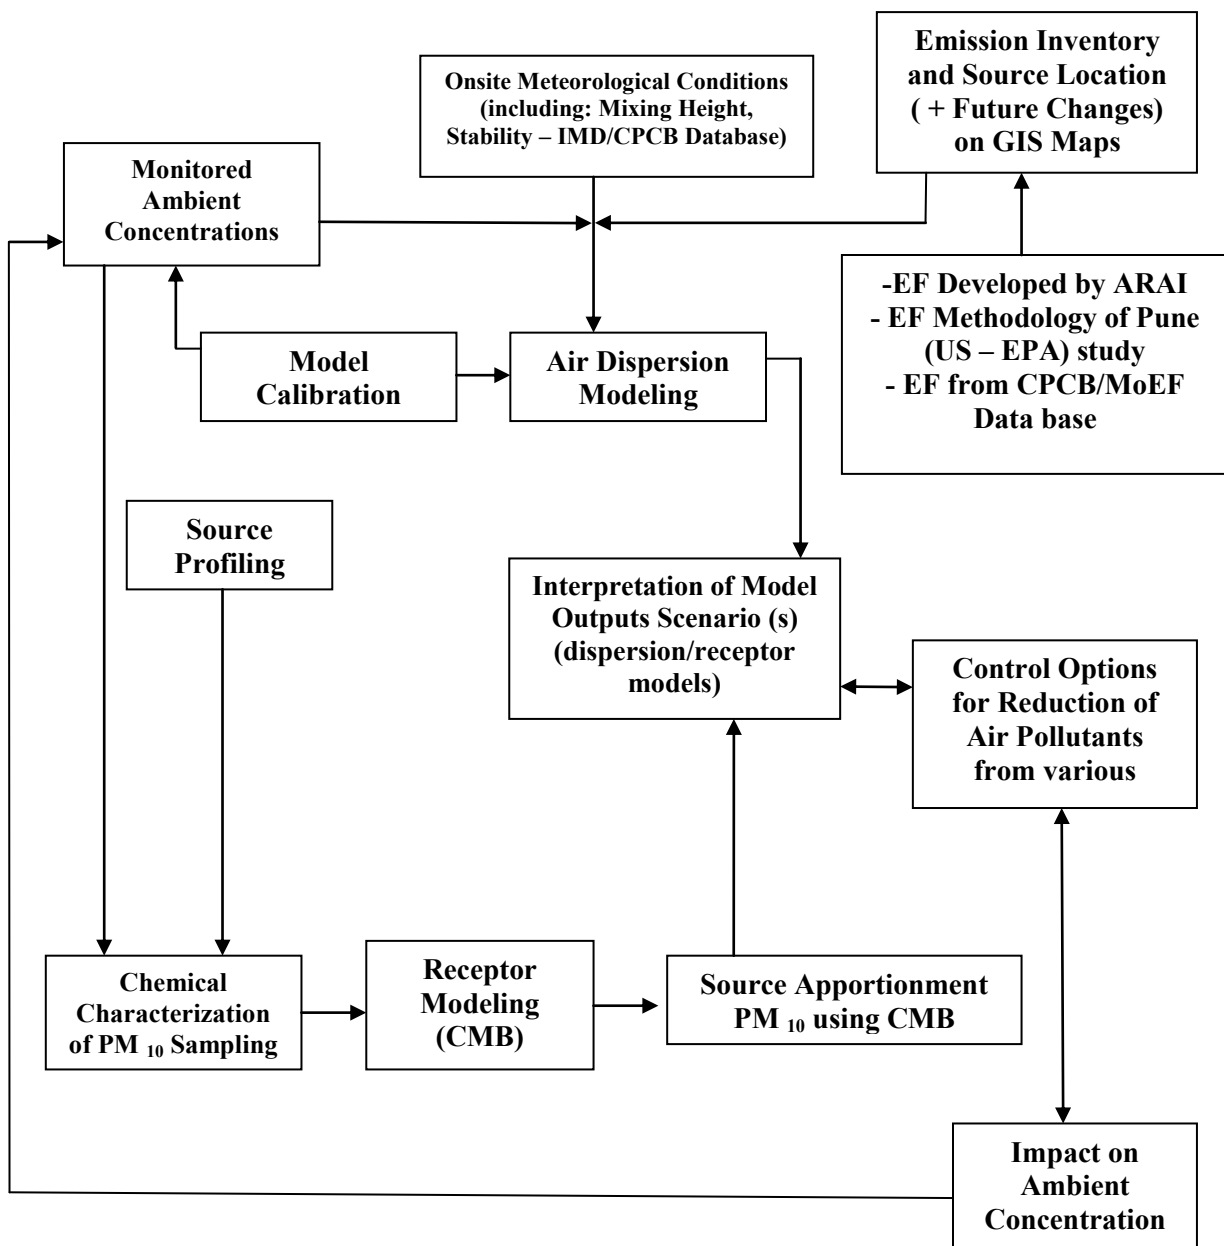 Emission Inventory
and Source Location
( + Future Changes)
on GIS Maps
Onsite Meteorological Conditions
(including: Mixing Height,
Stability – IMD/CPCB Database)
Monitored
Ambient
Concentrations
-EF Developed by ARAI
- EF Methodology of Pune
(US – EPA) study
- EF from CPCB/MoEF
Data base
Model
Calibration
Air Dispersion
Modeling
Source
Profiling
Interpretation of Model
Outputs Scenario (s)
(dispersion/receptor
models)
Control Options
for Reduction of
Air Pollutants
from various
Chemical
Characterization
of PM 10 Sampling
Receptor
Modeling
(CMB)
Source Apportionment
PM 10 using CMB
Impact on
Ambient
Concentration